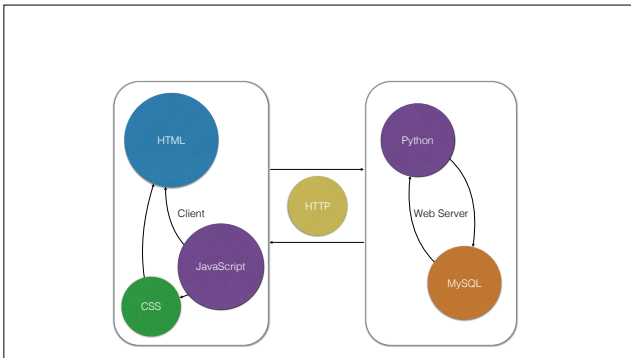 HTML
Client
JavaScript
CSS
HTTP
Python
Web Server
MySQL